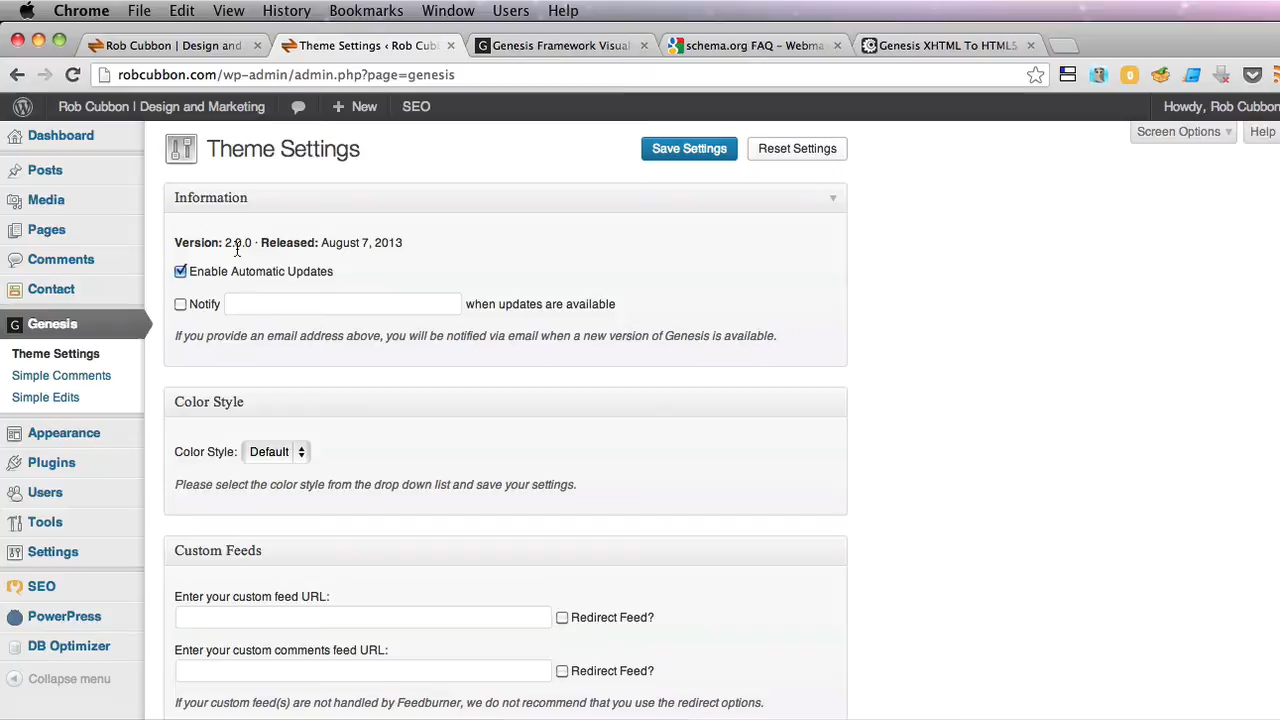 Chrome File Edit View History Bookmarks Window Users Help
Rob Cubbon | Design and
Theme Settings ‹ Rob Cub
Genesis Framework Visual
schema.org FAQ – Webma
Genesis XHTML To HTML5
robcubbon.com/wp-admin/admin.php?page=genesis
Rob Cubbon | Design and Marketing + New SEO Howdy, Rob Cubbon
Screen Options Help
Dashboard
Posts
Media
Pages
Comments
Contact
G Genesis
Theme Settings
Simple Comments
Simple Edits
Appearance
Plugins
Users
Tools
Settings
SEO
PowerPress
DB Optimizer
Collapse menu
Theme Settings Save Settings Reset Settings
Information
Version: 2.0.0 · Released: August 7, 2013
Enable Automatic Updates
Notify when updates are available
If you provide an email address above, you will be notified via email when a new version of Genesis is available.
Color Style
Color Style: Default
Please select the color style from the drop down list and save your settings.
Custom Feeds
Enter your custom feed URL:
Redirect Feed?
Enter your custom comments feed URL:
Redirect Feed?
If your custom feed(s) are not handled by Feedburner, we do not recommend that you use the redirect options.